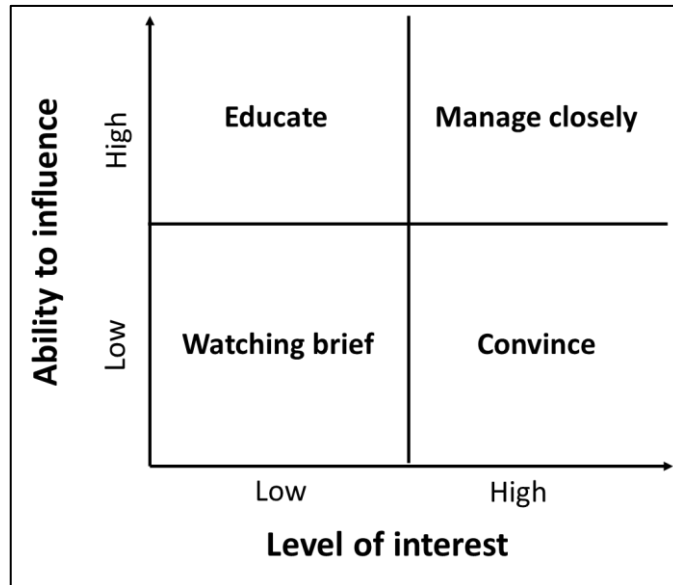 Ability to influence
High
Low
Educate
Manage closely
Watching brief
Convince
Low
High
Level of interest